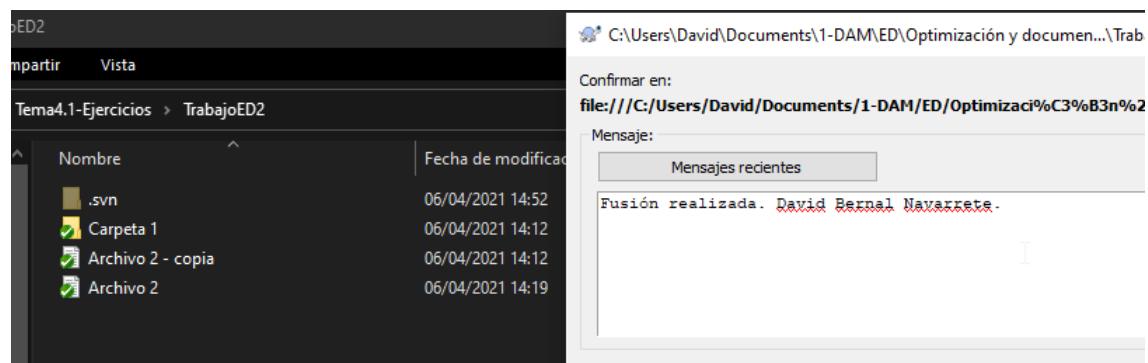 ED2
mpartir Vista
Tema4.1-Ejercicios > TrabajoED2
Nombre
Fecha de modificac
.svn 06/04/2021 14:52
Carpeta 1 06/04/2021 14:12
Archivo 2 - copia 06/04/2021 14:12
Archivo 2 06/04/2021 14:19
C:\Users\David\Documents\1-DAM\ED\Optimización y documen...\Trab
Confirmar en:
file:///C:/Users/David/Documents/1-DAM/ED/Optimizaci%C3%B3n%2
Mensaje:
Mensajes recientes
Fusión realizada. David Bernal Navarrete.